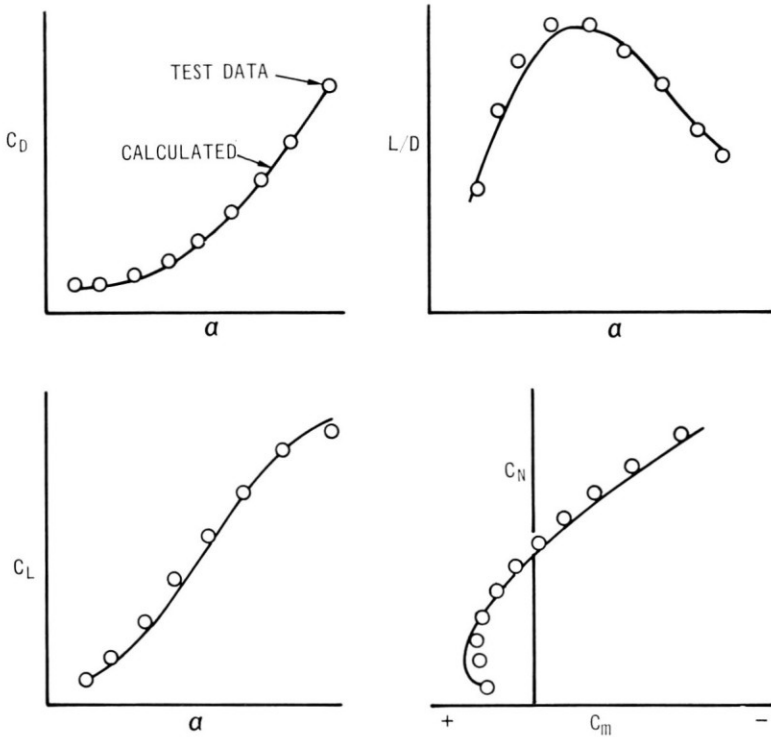 TEST DATA
C_D
CALCULATED
α
L/D
α
C_L
α
C_N
+ C_m −